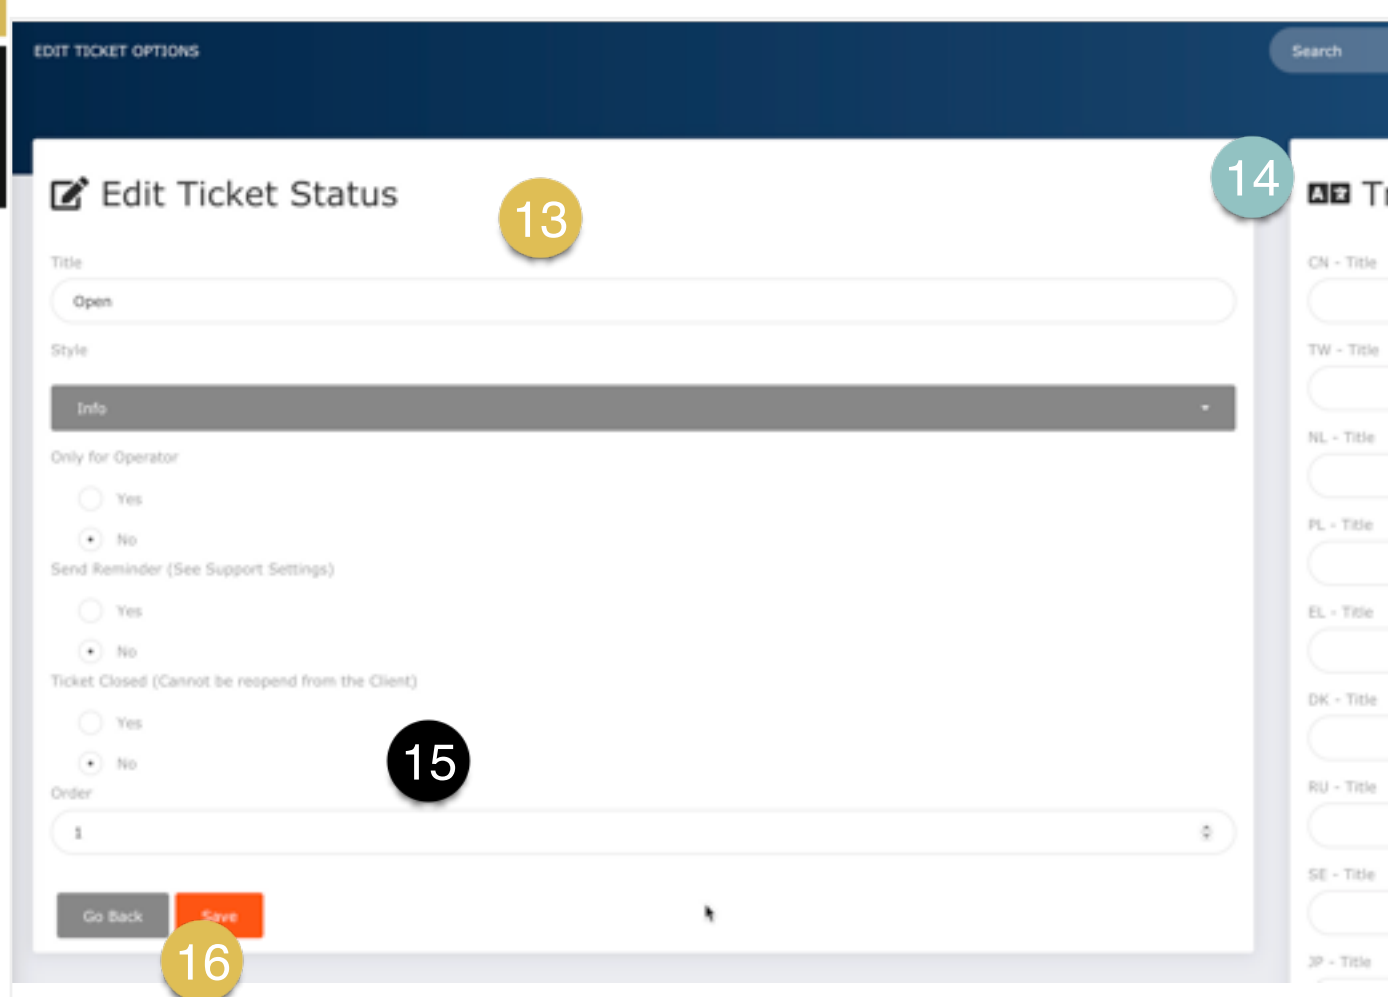 EDIT TICKET OPTIONS
Search
Edit Ticket Status
13
14
Title
Open
Style
Info
Only for Operator
Yes
No
Send Reminder (See Support Settings)
Yes
No
Ticket Closed (Cannot be reopend from the Client)
Yes
No
15
Order
1
Go Back
Save
16
CN - Title
TW - Title
NL - Title
PL - Title
EL - Title
DK - Title
RU - Title
SE - Title
JP - Title